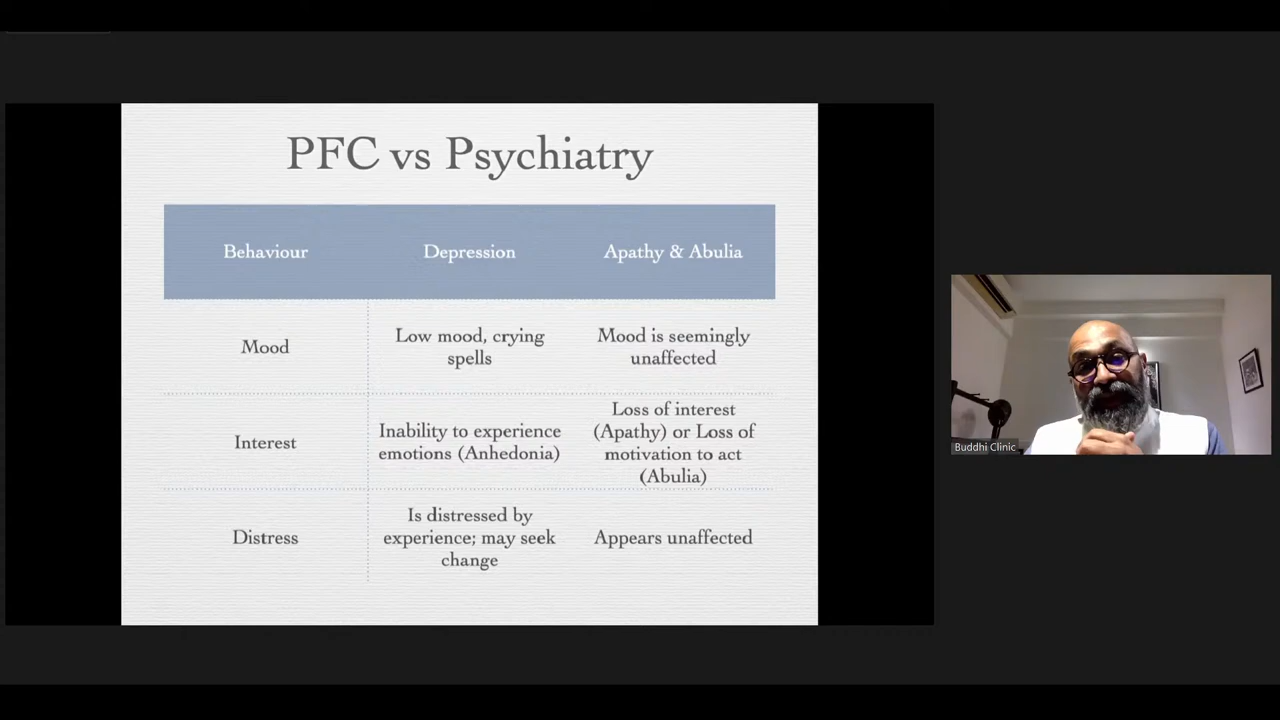 PFC vs Psychiatry
Behaviour
Depression
Apathy & Abulia
Mood
Low mood, crying
spells
Mood is seemingly
unaffected
Interest
Inability to experience
emotions (Anhedonia)
Loss of interest
(Apathy) or Loss of
motivation to act
(Abulia)
Distress
Is distressed by
experience; may seek
change
Appears unaffected
Buddhi Clinic